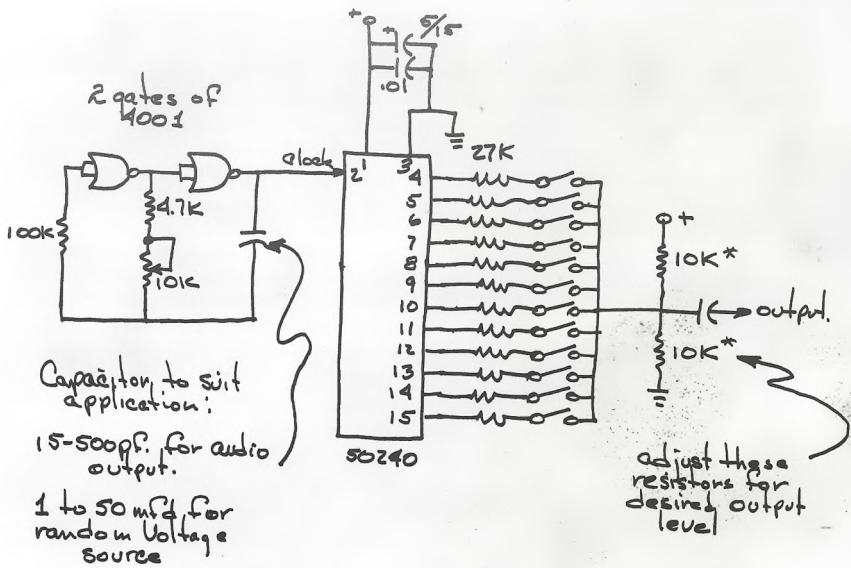 +
+
5/15
.01
2 gates of
4001
Clock
2
1
3
27K
4
5
6
7
8
9
10
11
12
13
14
15
50240
100K
4.7K
10K
+
10K*
output.
10K*
Capacitor, to suit
application:
15-500pf. for audio
output.
1 to 50 mfd for
random Voltage
source
adjust these
resistors for
desired output
level